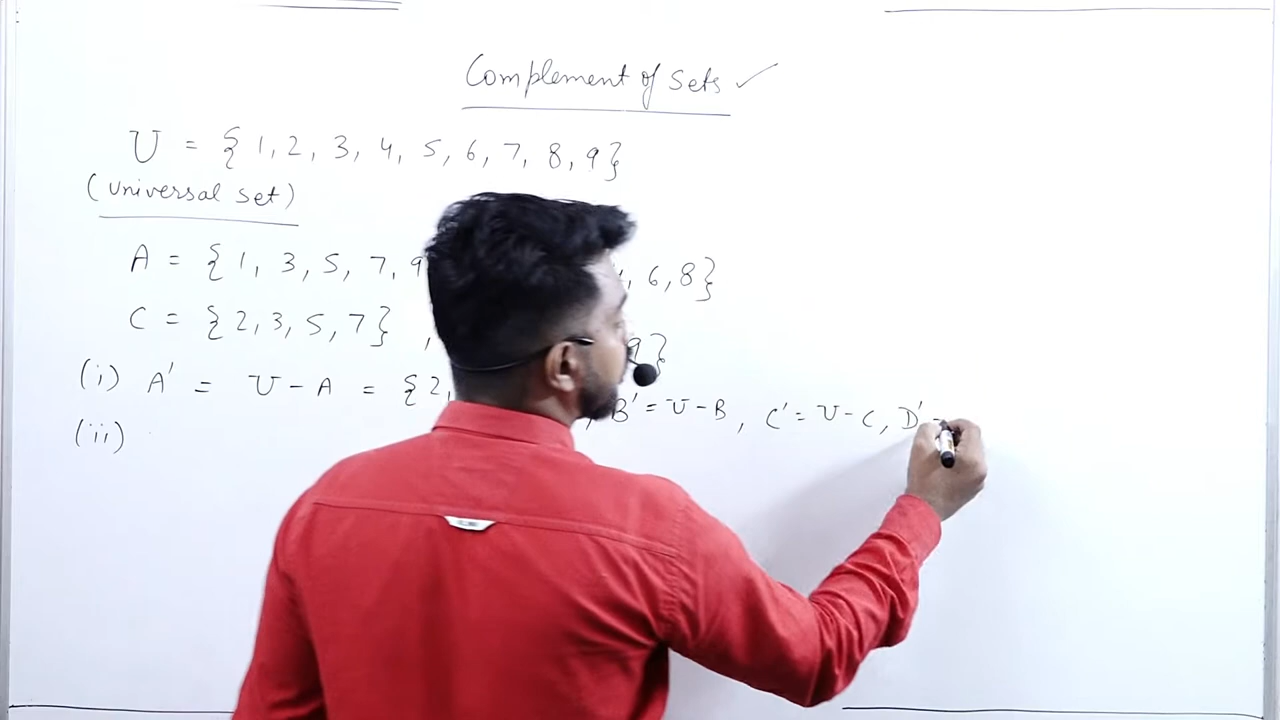 Complement of Sets ✓
U = { 1, 2, 3, 4, 5, 6, 7, 8, 9}
(Universal set)
A = { 1, 3, 5, 7, 9 , 6, 8}
C = { 2, 3, 5, 7} , 9}
(i) A' = U - A = {2, , B' = U - B, C' = U - C, D' =
(ii)